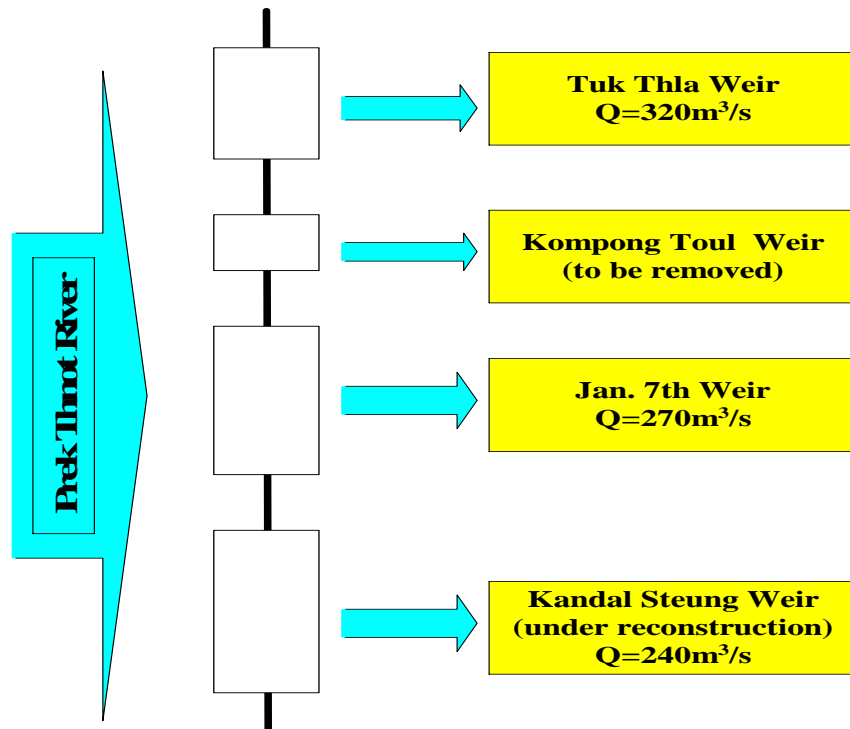 Tuk Thla Weir
Q=320m³/s
Kompong Toul Weir
(to be removed)
Prek Thnot River
Jan. 7th Weir
Q=270m³/s
Kandal Steung Weir
(under reconstruction)
Q=240m³/s